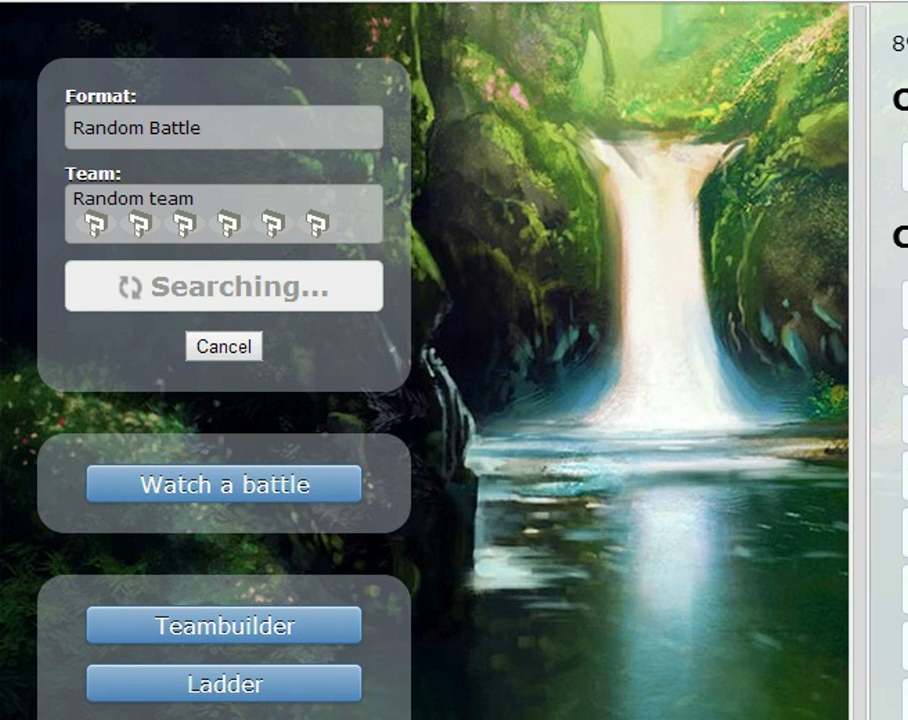 Format:
Random Battle
Team:
Random team
Searching...
Cancel
Watch a battle
Teambuilder
Ladder